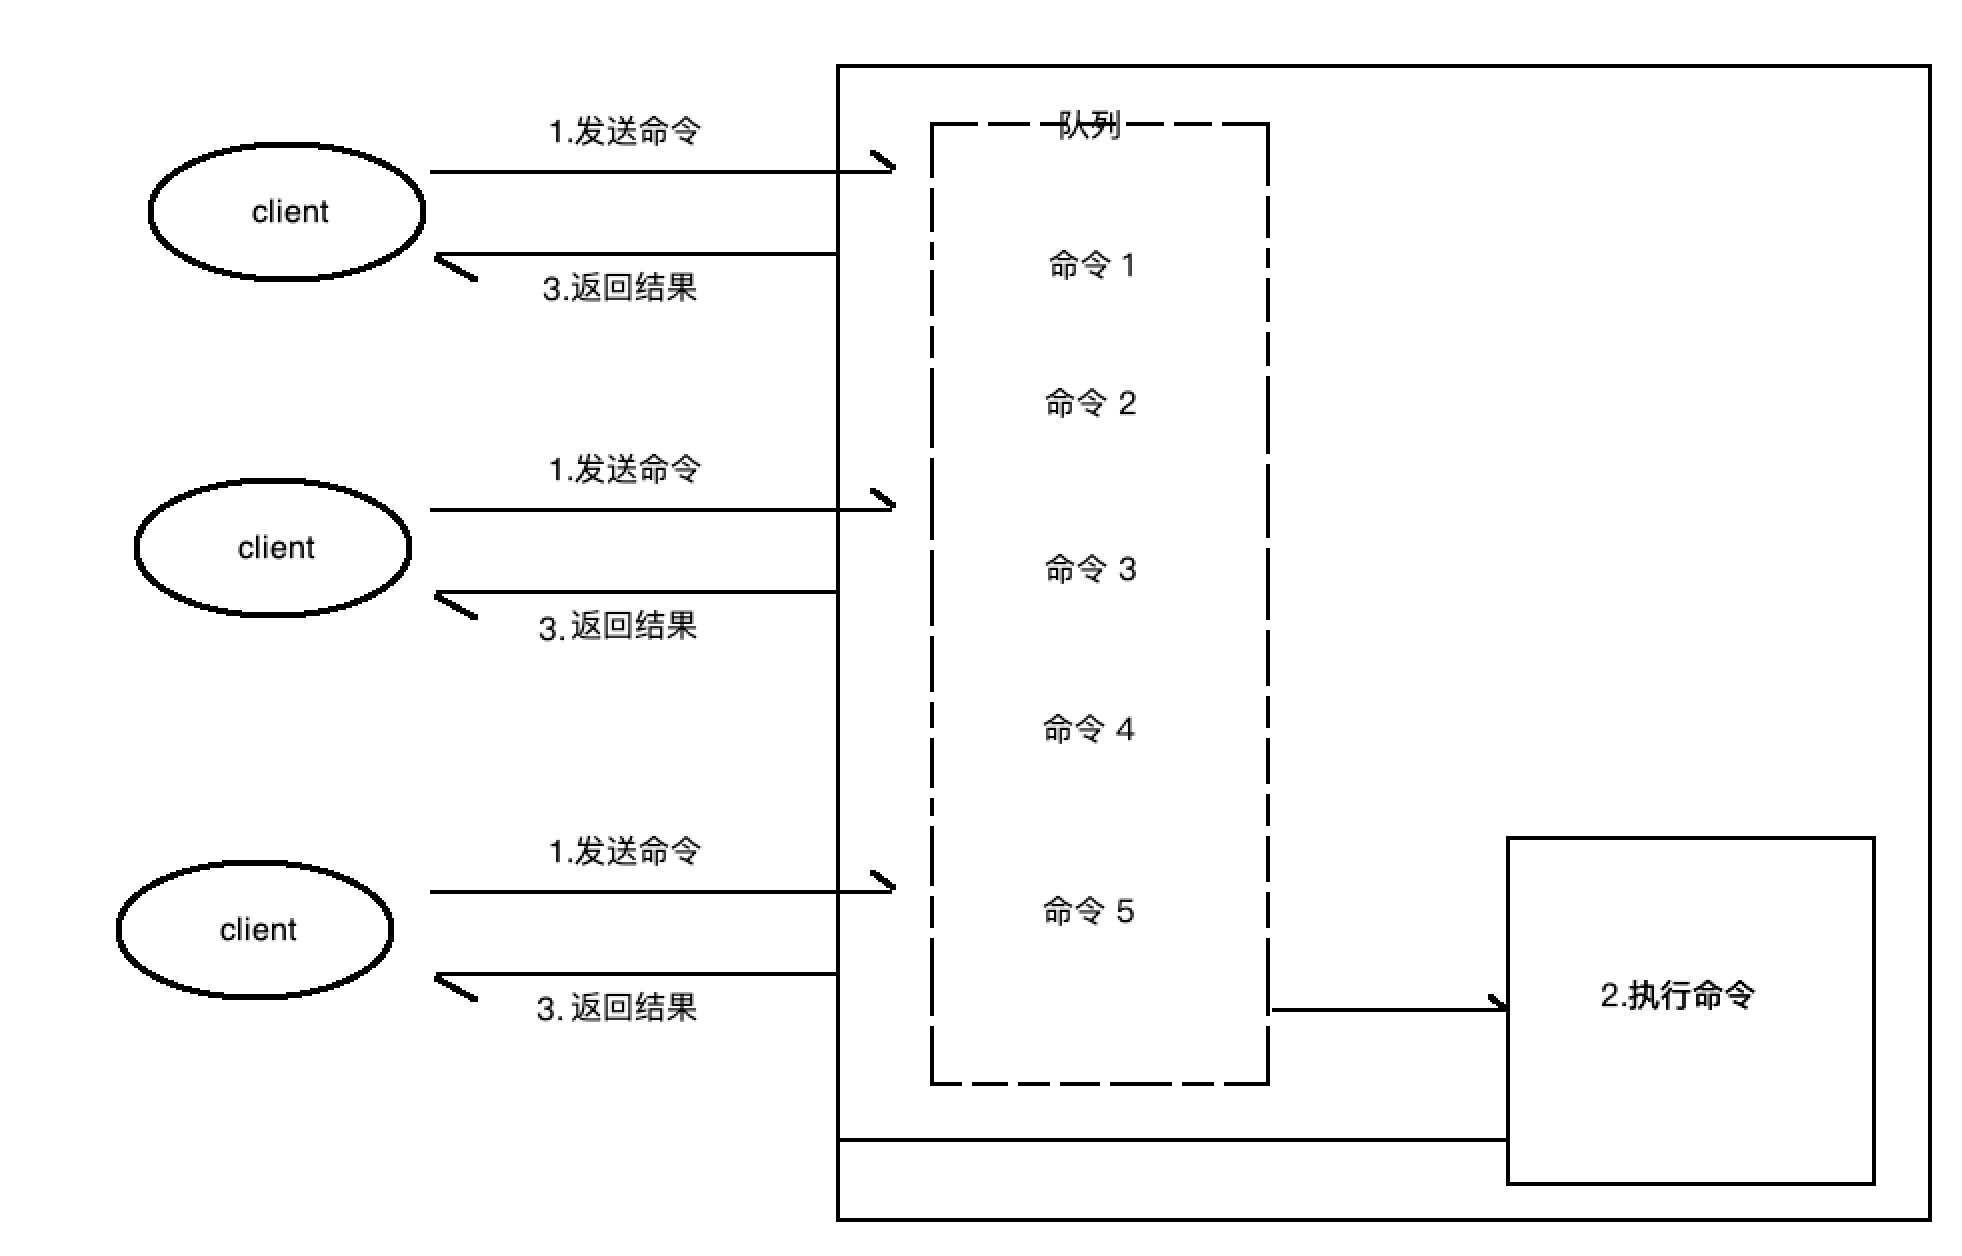 队列
1.发送命令
client
3.返回结果
命令 1
命令 2
1.发送命令
client
3.返回结果
命令 3
命令 4
1.发送命令
client
3.返回结果
命令 5
2.执行命令